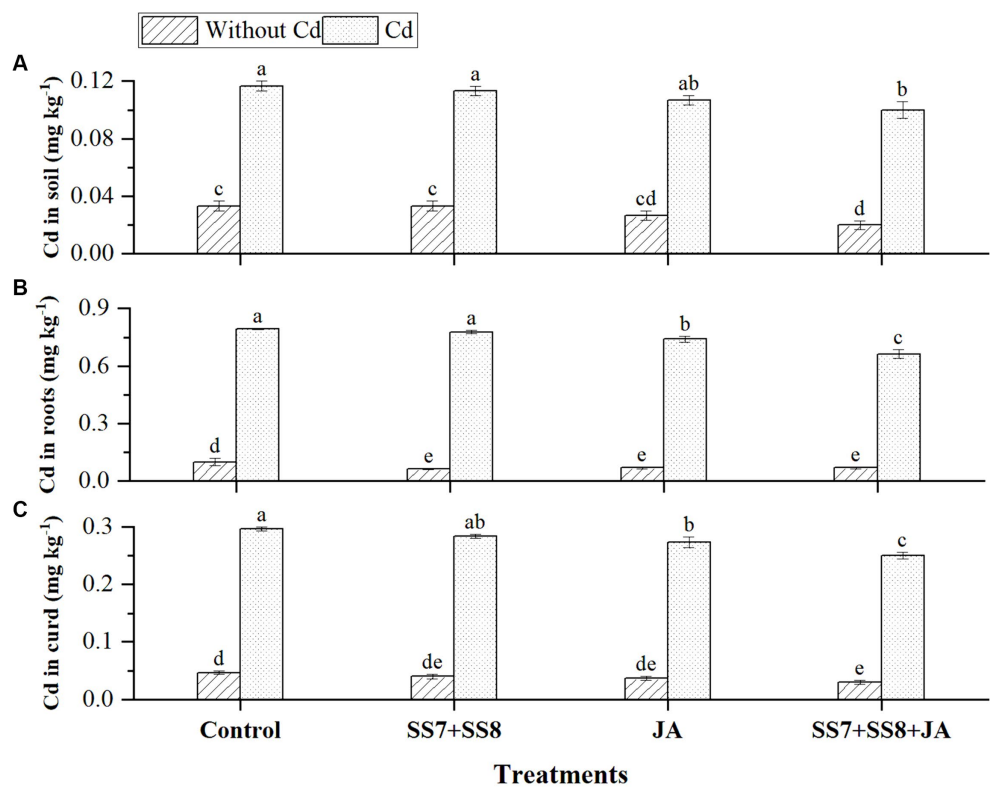 Without Cd Cd
A
Cd in soil (mg kg⁻¹)
0.12
0.08
0.04
0.00
a a ab b
c c cd d
B
Cd in roots (mg kg⁻¹)
0.9
0.6
0.3
0.0
a a b c
d e e e
C
Cd in curd (mg kg⁻¹)
0.3
0.2
0.1
0.0
a ab b c
d de de e
Control SS7+SS8 JA SS7+SS8+JA
Treatments